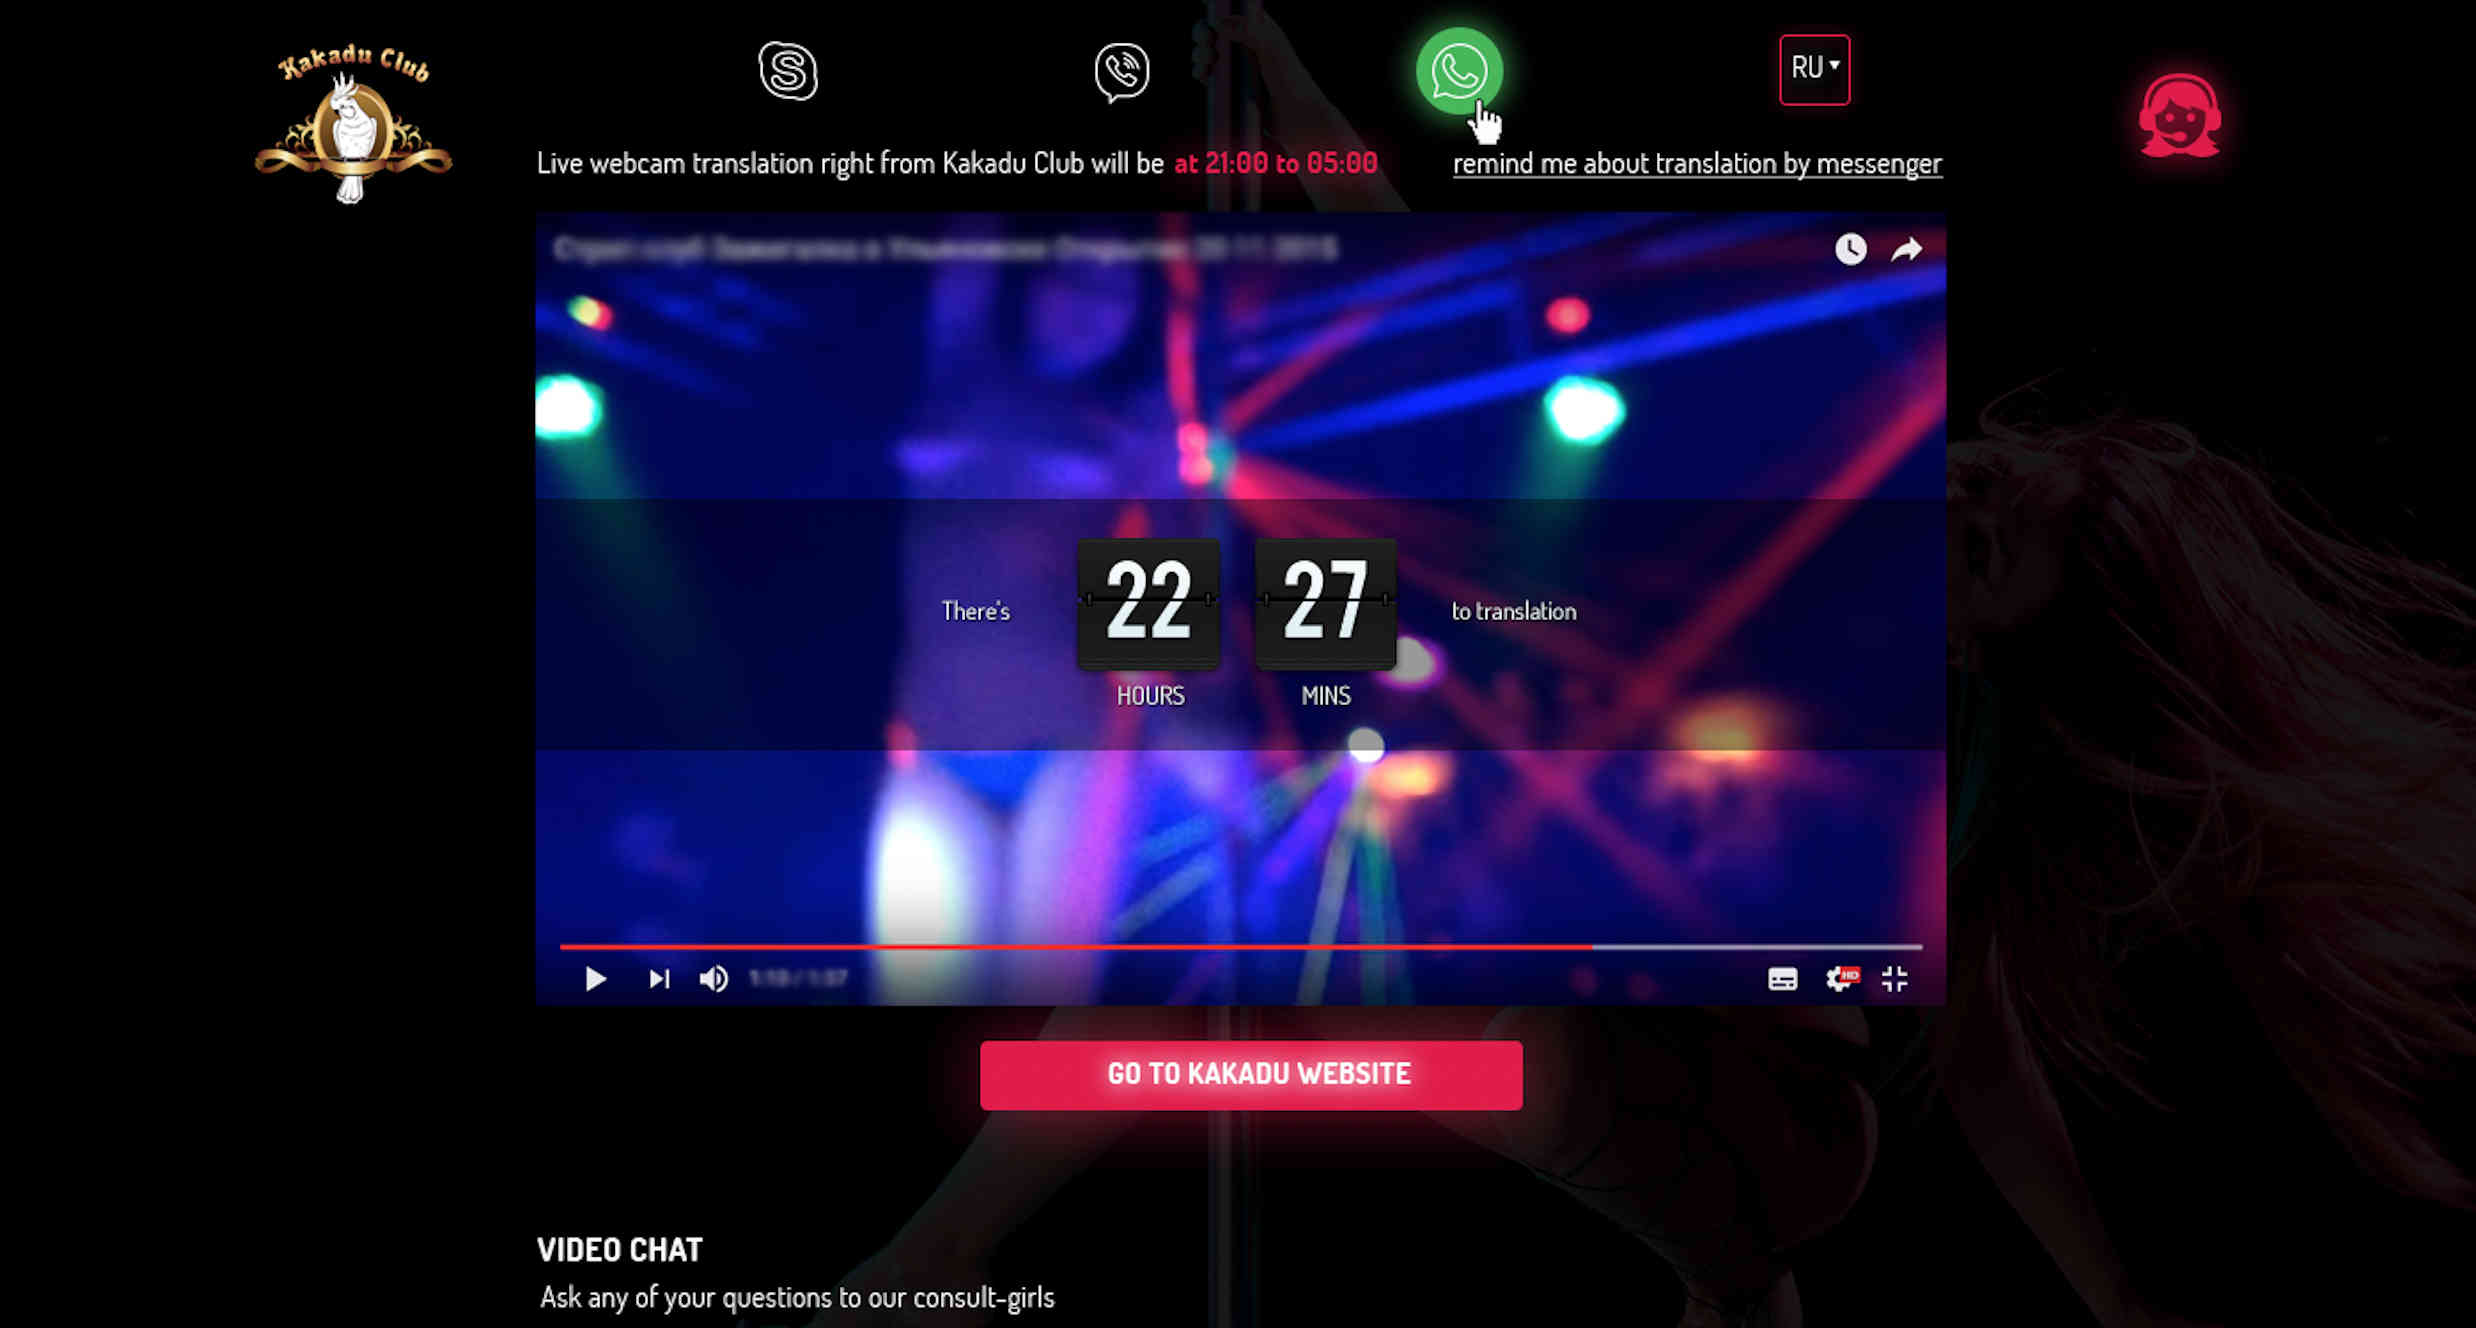 Kakadu Club
RU
Live webcam translation right from Kakadu Club will be at 21:00 to 05:00
remind me about translation by messenger
There's
22
27
to translation
HOURS
MINS
HD
GO TO KAKADU WEBSITE
VIDEO CHAT
Ask any of your questions to our consult-girls